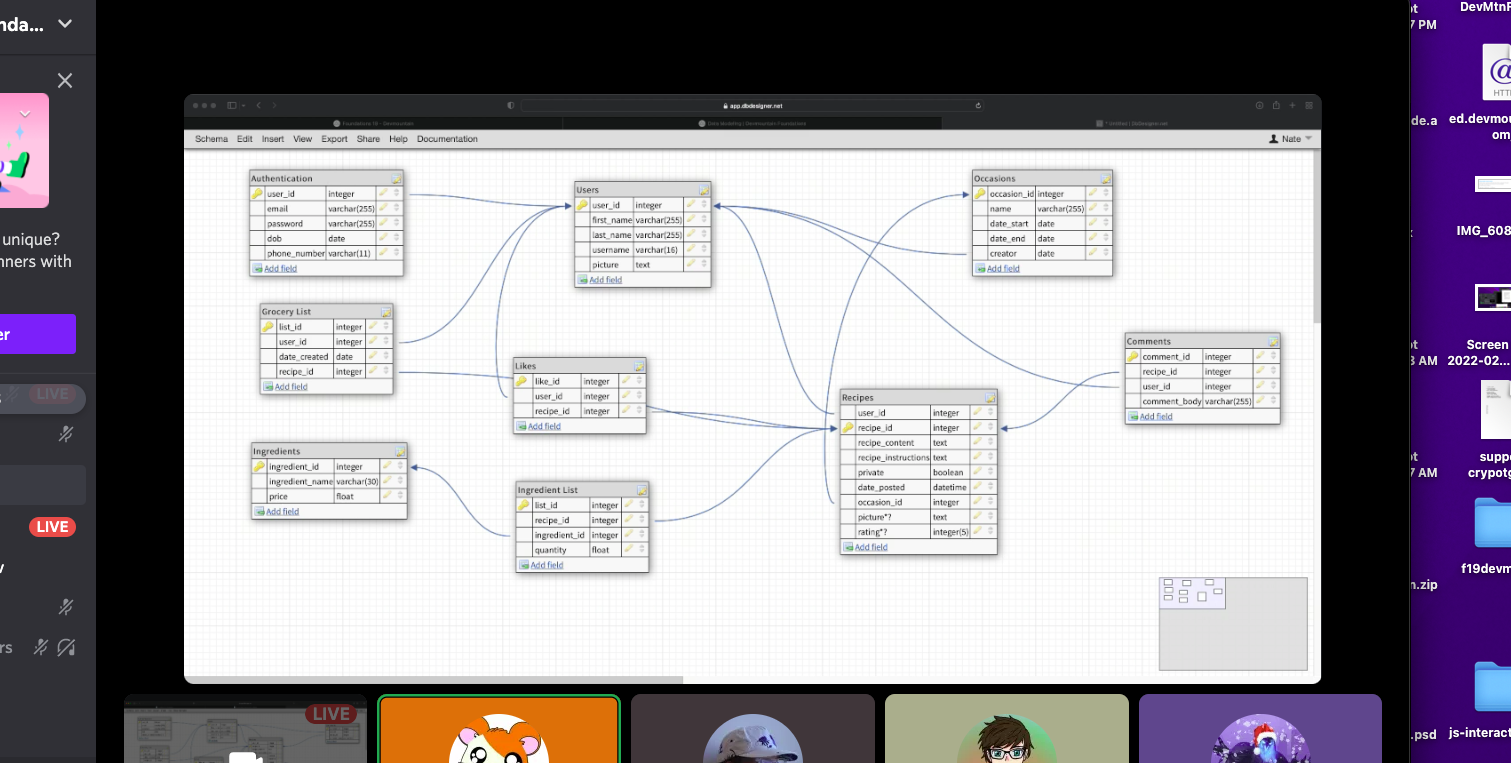 nda...
unique?
nners with
er
LIVE
LIVE
rs
app.dbdesigner.net
Schema Edit Insert View Export Share Help Documentation
Nate
Authentication
user_id integer
email varchar(255)
password varchar(255)
dob date
phone_number varchar(11)
Add field
Users
user_id integer
first_name varchar(255)
last_name varchar(255)
username varchar(16)
picture text
Add field
Occasions
occasion_id integer
name varchar(255)
date_start date
date_end date
creator date
Add field
Grocery List
list_id integer
user_id integer
date_created date
recipe_id integer
Add field
Likes
like_id integer
user_id integer
recipe_id integer
Add field
Comments
comment_id integer
recipe_id integer
user_id integer
comment_body varchar(255)
Add field
Recipes
user_id integer
recipe_id integer
recipe_content text
recipe_instructions text
private boolean
date_posted datetime
occasion_id integer
picture*? text
rating*? integer(5)
Add field
Ingredients
ingredient_id integer
ingredient_name varchar(30)
price float
Add field
Ingredient List
list_id integer
recipe_id integer
ingredient_id integer
quantity float
Add field
LIVE
DevMtnF
7 PM
HTT
de.a
ed.devmou
om
IMG_608
Screen
3 AM
2022-02...
suppo
7 AM
cryptog
f19devm
n.zip
.psd
js-interact